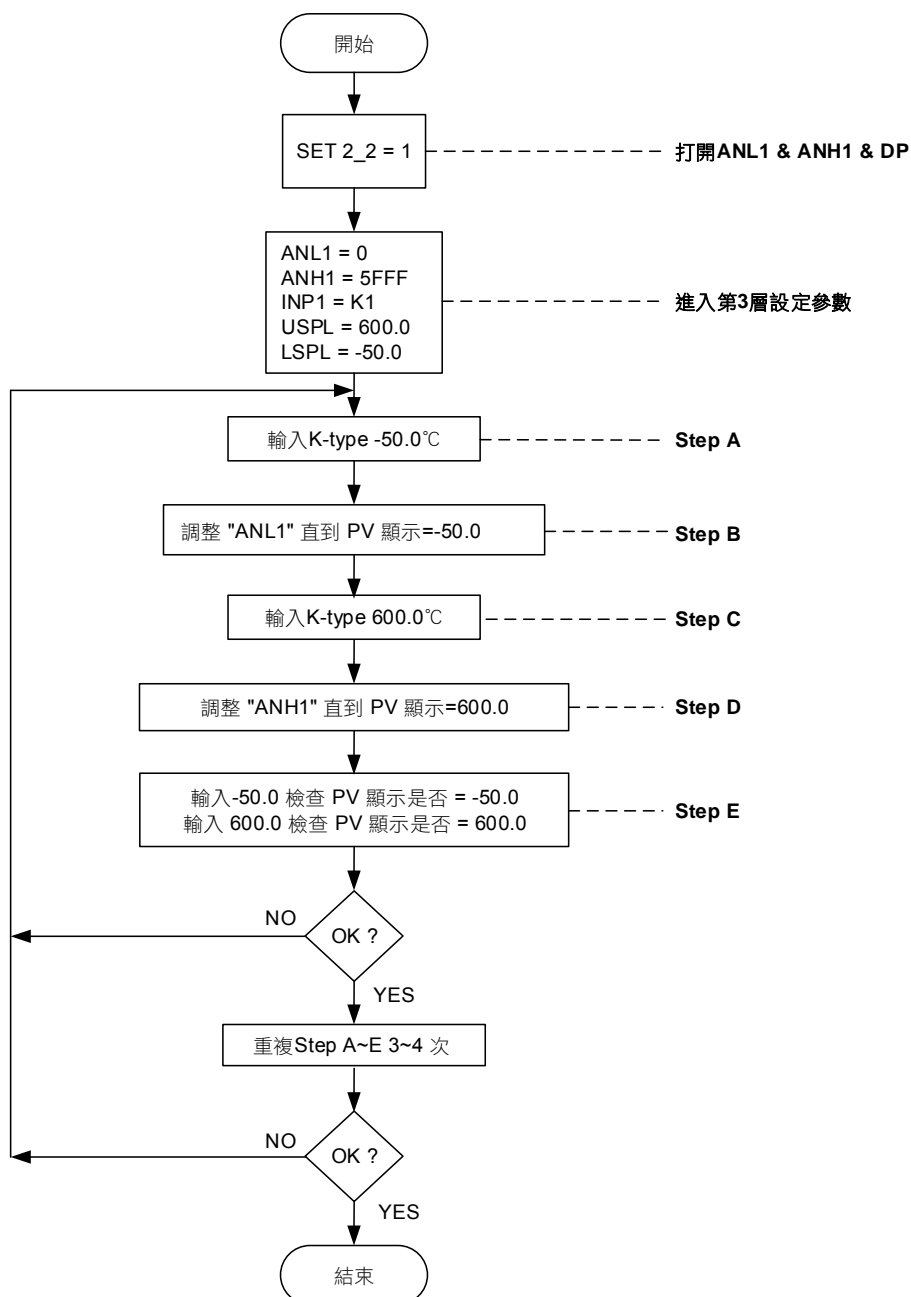 開始
SET 2_2 = 1
打開ANL1 & ANH1 & DP
ANL1 = 0
ANH1 = 5FFF
INP1 = K1
USPL = 600.0
LSPL = -50.0
進入第3層設定參數
輸入K-type -50.0℃
Step A
調整 "ANL1" 直到 PV 顯示=-50.0
Step B
輸入K-type 600.0℃
Step C
調整 "ANH1" 直到 PV 顯示=600.0
Step D
輸入-50.0 檢查 PV 顯示是否 = -50.0
輸入 600.0 檢查 PV 顯示是否 = 600.0
Step E
NO
OK ?
YES
重複Step A~E 3~4 次
NO
OK ?
YES
結束